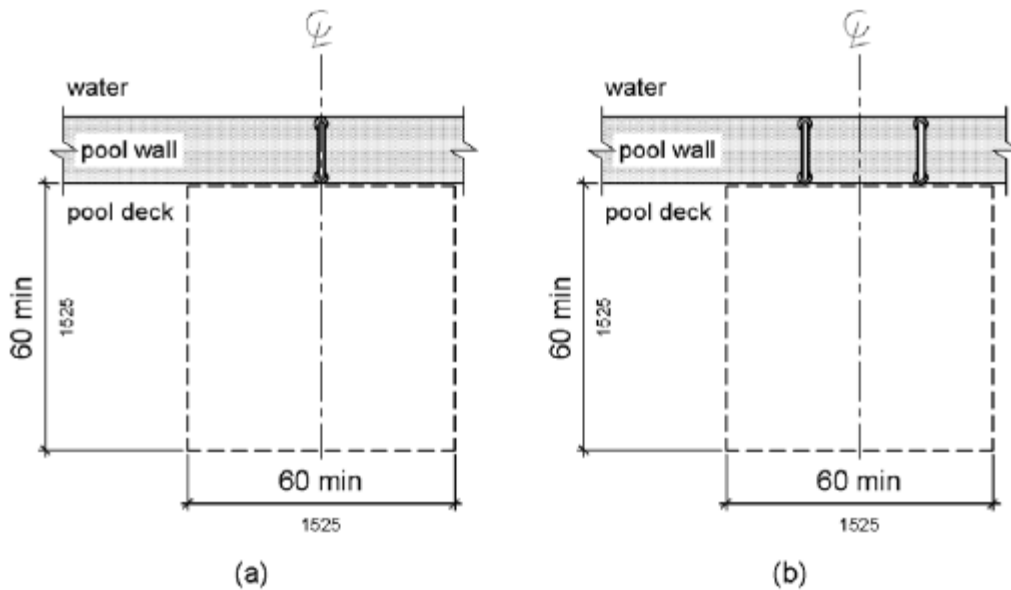 ℄
water
pool wall
pool deck
60 min
1525
60 min
1525
(a)
℄
water
pool wall
pool deck
60 min
1525
60 min
1525
(b)